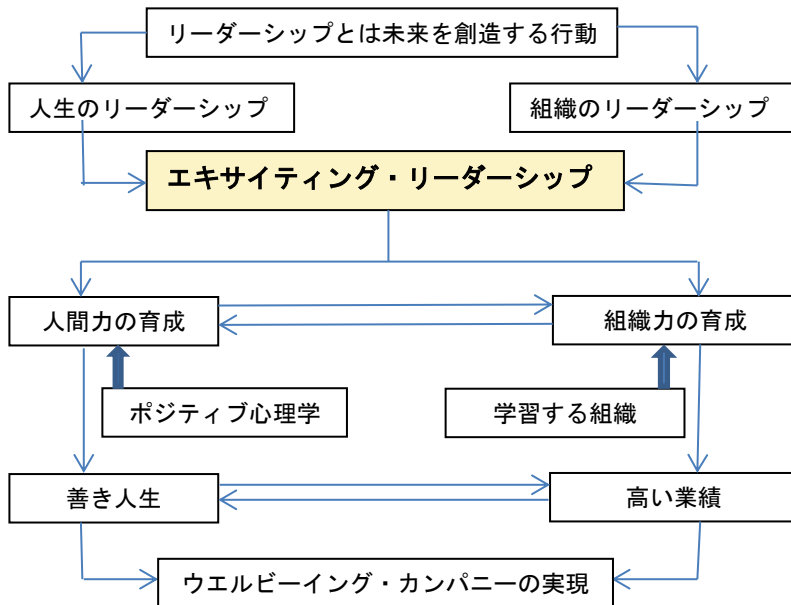 リーダーシップとは未来を創造する行動
人生のリーダーシップ
組織のリーダーシップ
エキサイティング・リーダーシップ
人間力の育成
組織力の育成
ポジティブ心理学
学習する組織
善き人生
高い業績
ウエルビーイング・カンパニーの実現